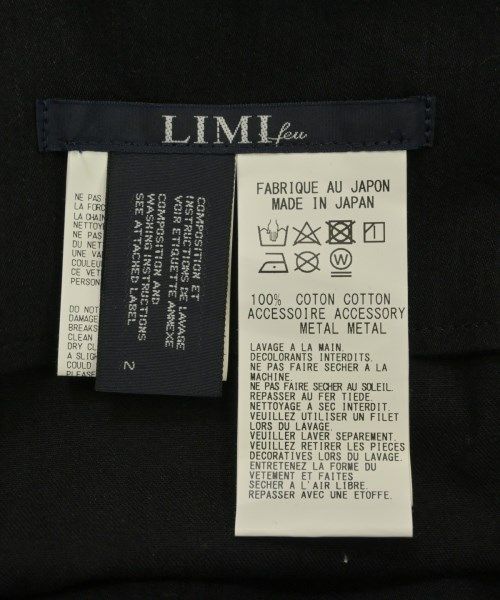 LIMI feu
NE PAS
LA FORC
LA CHAIN
NETTOYE
DU NET
UNE VA
COULEU
CE VET
PERSON
DO NOT
DAMAGE
BREAKS
CLEAN
DRY CL
A SLIGH
COULD
PLEASE
COMPOSITION ET
INSTRUCTIONS DE LAVAGE
VOIR ETIQUETTE ANNEXE
COMPOSITION AND
WASHING INSTRUCTIONS
SEE ATTACHED LABEL
2
FABRIQUE AU JAPON
MADE IN JAPAN
W
100% COTON COTTON
ACCESSOIRE ACCESSORY
METAL METAL
LAVAGE A LA MAIN.
DECOLORANTS INTERDITS.
NE PAS FAIRE SECHER A LA
MACHINE.
NE PAS FAIRE SECHER AU SOLEIL.
REPASSER AU FER TIEDE.
NETTOYAGE A SEC INTERDIT.
VEUILLEZ UTILISER UN FILET
LORS DU LAVAGE.
VEUILLER LAVER SEPAREMENT.
VEUILLEZ RETIRER LES PIECES
DECORATIVES LORS DU LAVAGE.
ENTRETENEZ LA FORME DU
VETEMENT ET FAITES
SECHER A L'AIR LIBRE.
REPASSER AVEC UNE ETOFFE.